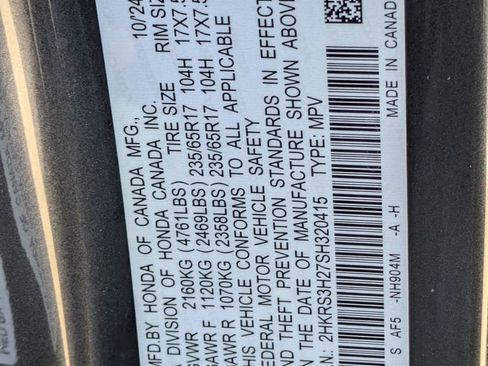 MFD.BY HONDA OF CANADA MFG., 10/'24
A DIVISION OF HONDA CANADA INC.
TIRE SIZE RIM SIZ
GVWR 2160KG (4761LBS)
GAWR F 1120KG (2469LBS) 235/65R17 104H 17X7.5
GAWR R 1070KG (2358LBS) 235/65R17 104H 17X7.5
THIS VEHICLE CONFORMS TO ALL APPLICABLE
FEDERAL MOTOR VEHICLE SAFETY
AND THEFT PREVENTION STANDARDS IN EFFECT
ON THE DATE OF MANUFACTURE SHOWN ABOVE
2HKRS3H27SH320415 TYPE: MPV
S AF5 -NH904M -A -H MADE IN CANADA